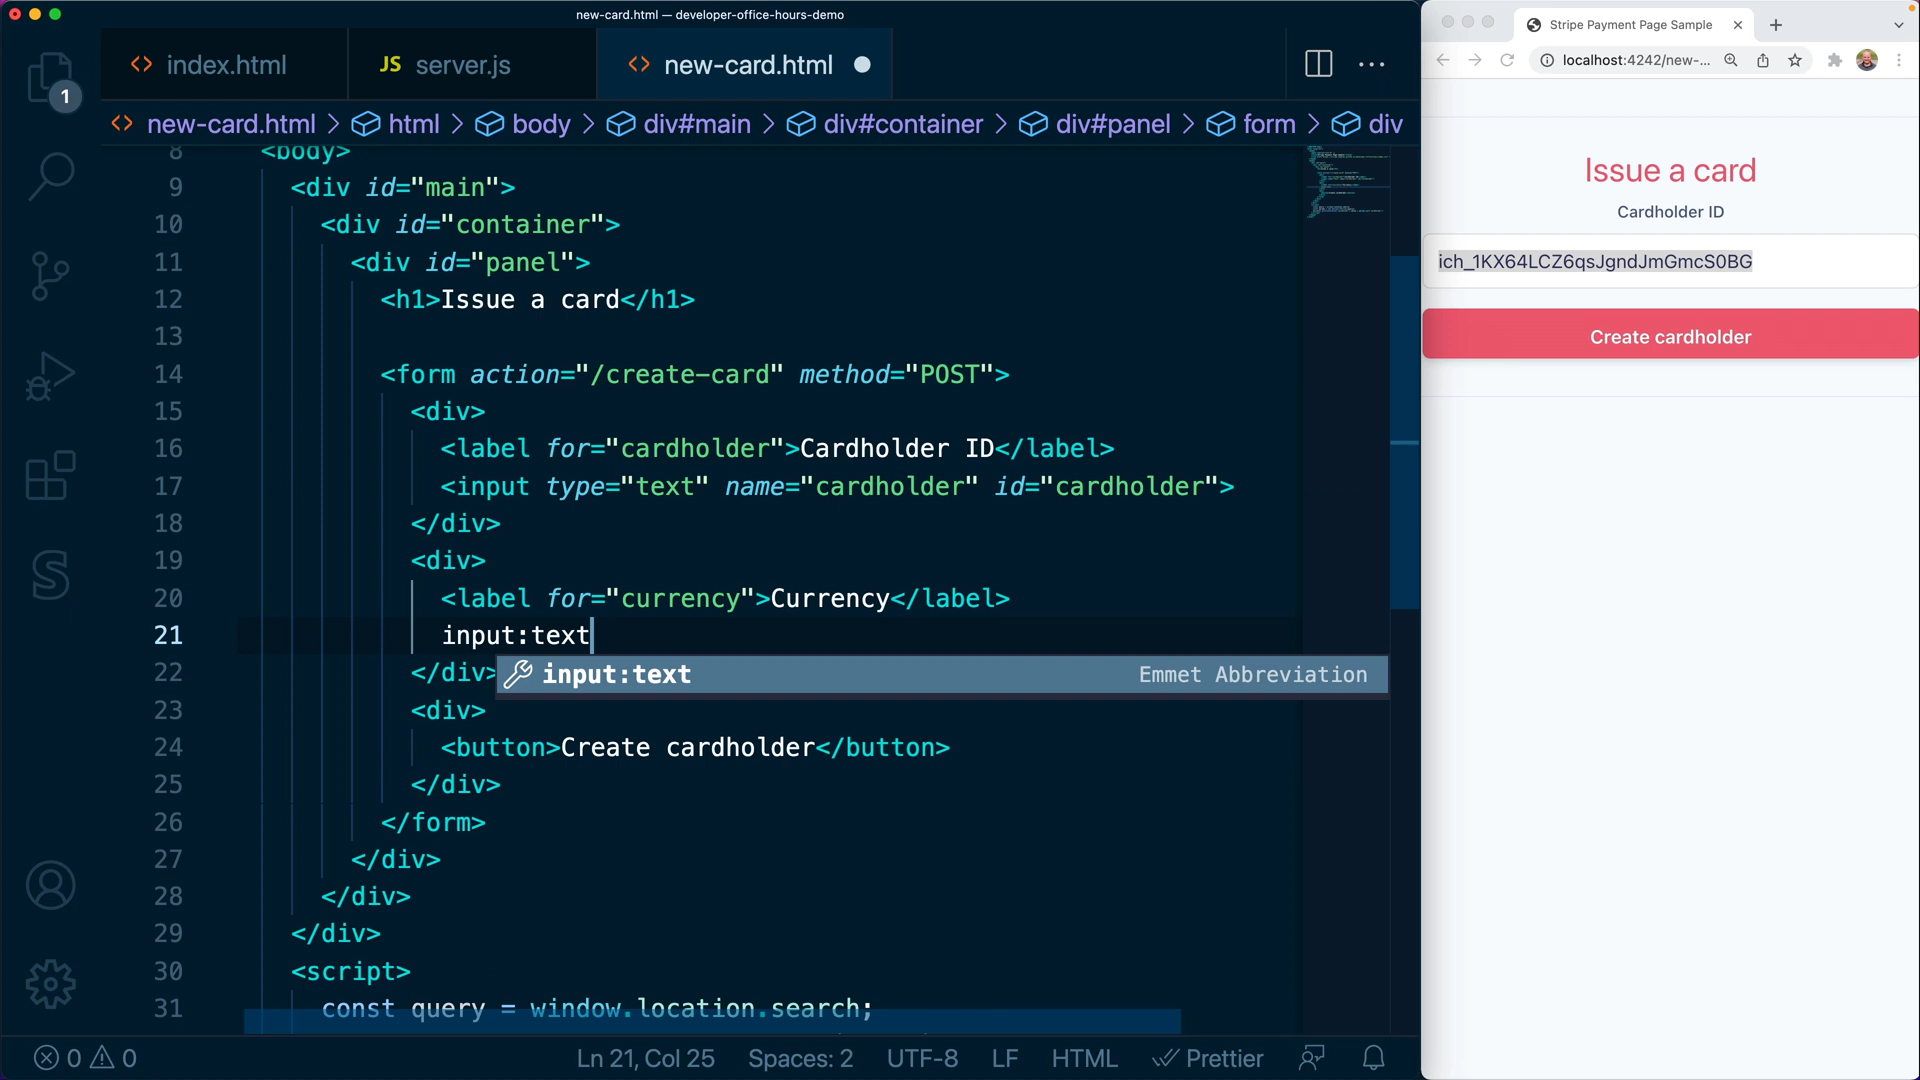 new-card.html — developer-office-hours-demo
index.html
JS server.js
new-card.html
1
new-card.html > html > body > div#main > div#container > div#panel > form > div
8 <body>
9 <div id="main">
10 <div id="container">
11 <div id="panel">
12 <h1>Issue a card</h1>
13
14 <form action="/create-card" method="POST">
15 <div>
16 <label for="cardholder">Cardholder ID</label>
17 <input type="text" name="cardholder" id="cardholder">
18 </div>
19 <div>
20 <label for="currency">Currency</label>
21 input:text
input:text Emmet Abbreviation
22 </div>
23 <div>
24 <button>Create cardholder</button>
25 </div>
26 </form>
27 </div>
28 </div>
29 </div>
30 <script>
31 const query = window.location.search;
0 0
Ln 21, Col 25
Spaces: 2
UTF-8
LF
HTML
Prettier
Stripe Payment Page Sample
localhost:4242/new-...
Issue a card
Cardholder ID
ich_1KX64LCZ6qsJgndJmGmcS0BG
Create cardholder